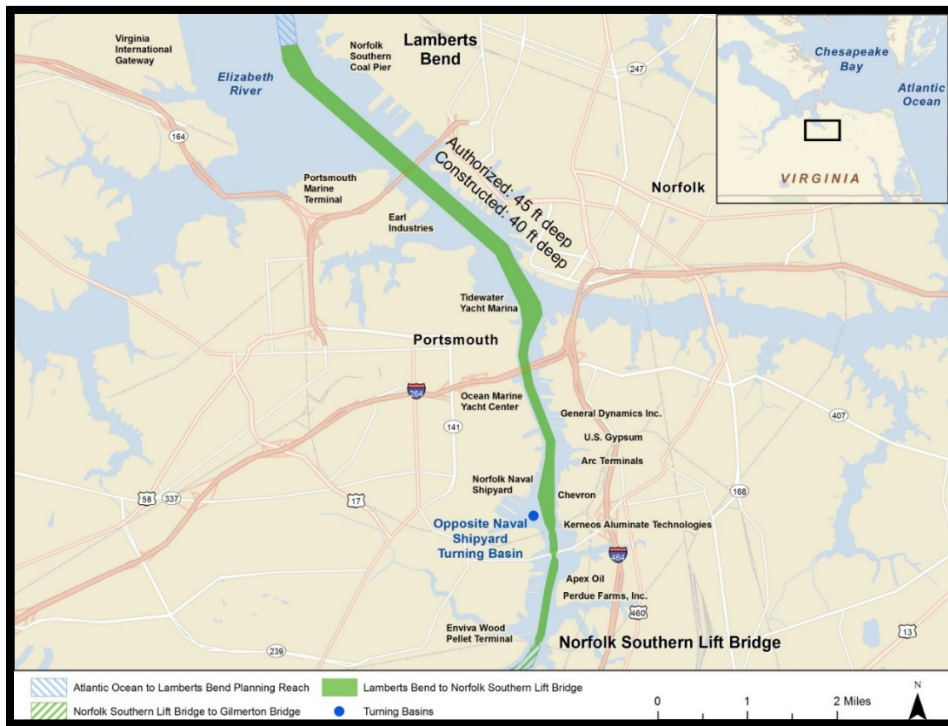 Virginia
International
Gateway
Norfolk
Southern
Coal Pier
Lamberts
Bend
247
Elizabeth
River
164
Chesapeake
Bay
Atlantic
Ocean
VIRGINIA
Authorized: 45 ft deep
Constructed: 40 ft deep
Norfolk
Portsmouth
Marine
Terminal
Earl
Industries
Tidewater
Yacht Marina
Portsmouth
264
Ocean Marine
Yacht Center
141
General Dynamics Inc.
407
U.S. Gypsum
Arc Terminals
Norfolk Naval
Shipyard
58
337
17
Chevron
168
Opposite Naval
Shipyard
Turning Basin
Kerneos Aluminate Technologies
464
Apex Oil
Perdue Farms, Inc.
460
Enviva Wood
Pellet Terminal
Norfolk Southern Lift Bridge
13
239
Atlantic Ocean to Lamberts Bend Planning Reach
Lamberts Bend to Norfolk Southern Lift Bridge
Norfolk Southern Lift Bridge to Gilmerton Bridge
Turning Basins
0 1 2 Miles
N